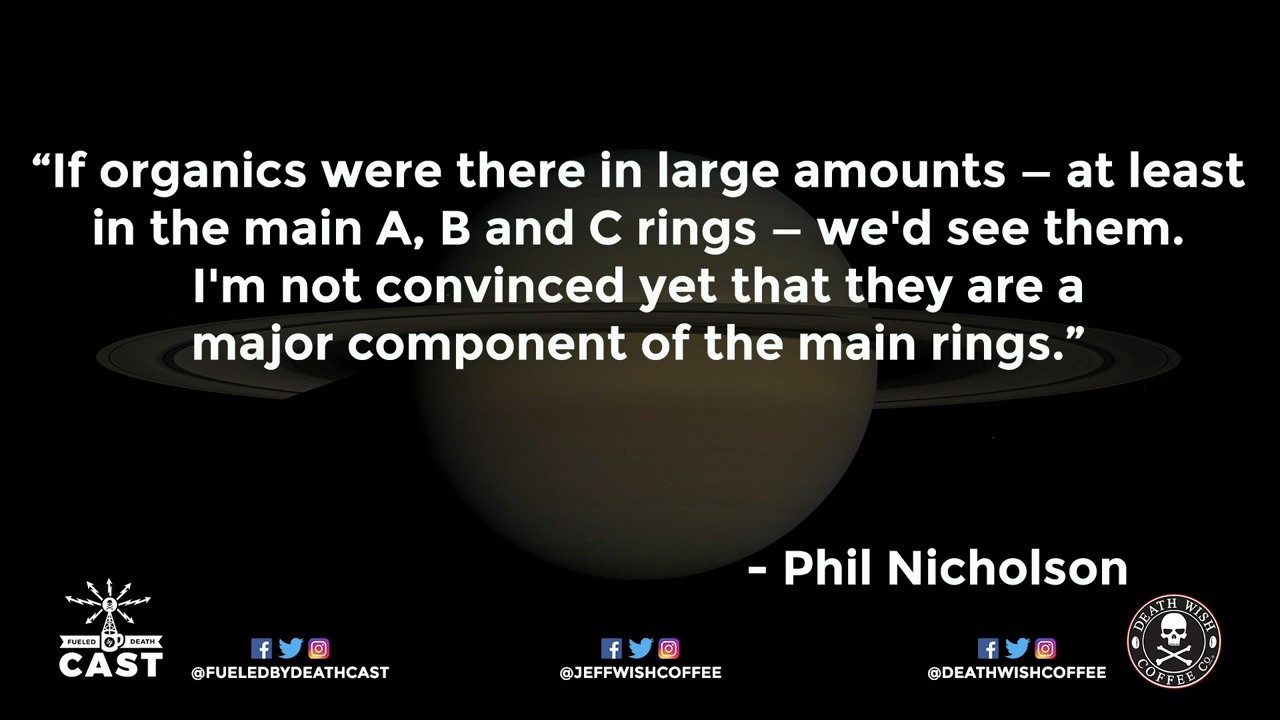 “If organics were there in large amounts – at least
in the main A, B and C rings – we'd see them.
I'm not convinced yet that they are a
major component of the main rings.”
- Phil Nicholson
FUELED DEATH
CAST
@FUELEDBYDEATHCAST
@JEFFWISHCOFFEE
@DEATHWISHCOFFEE
DEATH WISH
COFFEE CO.